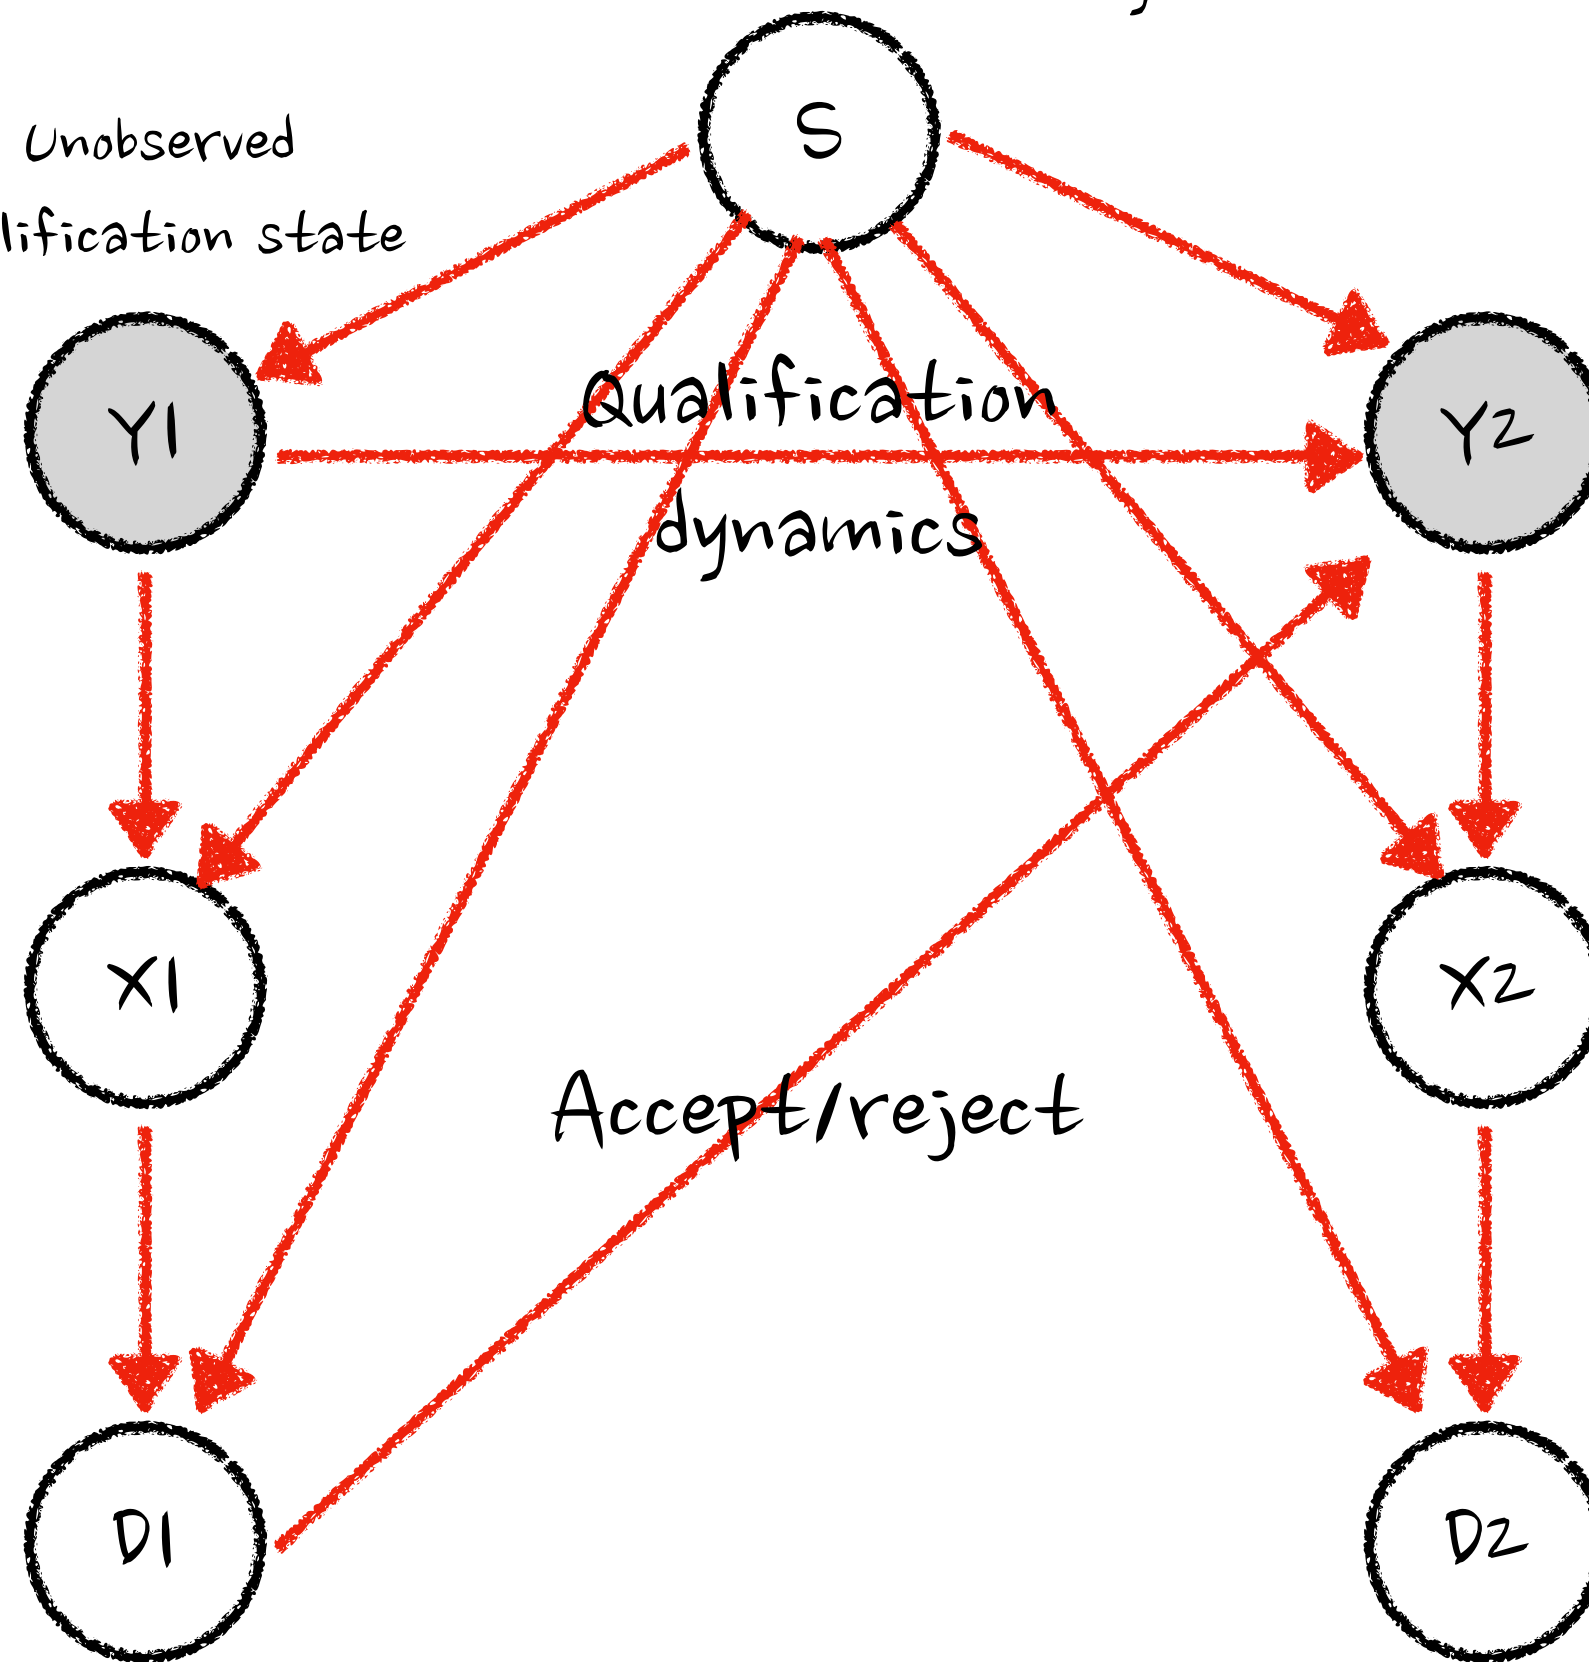 S
Unobserved
lification state
Y1
Qualification
Y2
dynamics
X1
X2
Accept/reject
D1
D2